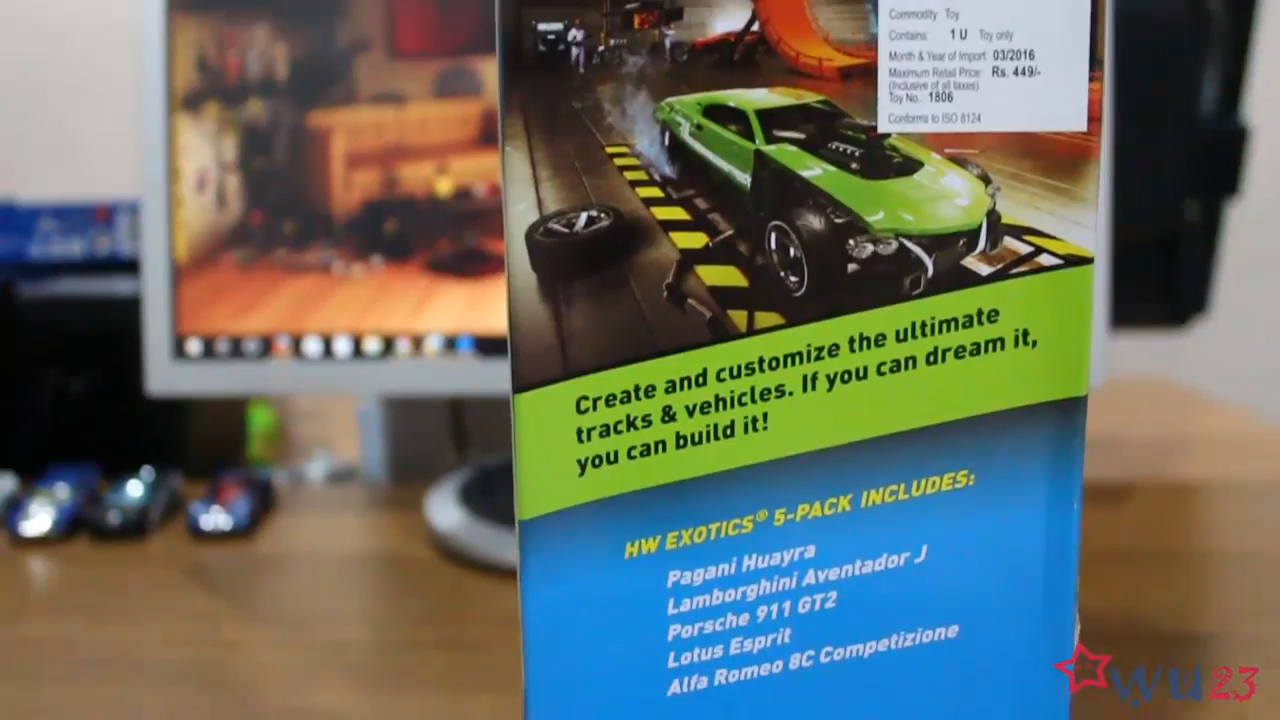 Commodity: Toy
Contains: 1 U Toy only
Month & Year of Import: 03/2016
Maximum Retail Price: Rs. 449/-
(Inclusive of all taxes)
Toy No.: 1806
Conforms to ISO 8124
Create and customize the ultimate
tracks & vehicles. If you can dream it,
you can build it!
HW EXOTICS® 5-PACK INCLUDES:
Pagani Huayra
Lamborghini Aventador J
Porsche 911 GT2
Lotus Esprit
Alfa Romeo 8C Competizione
WU23